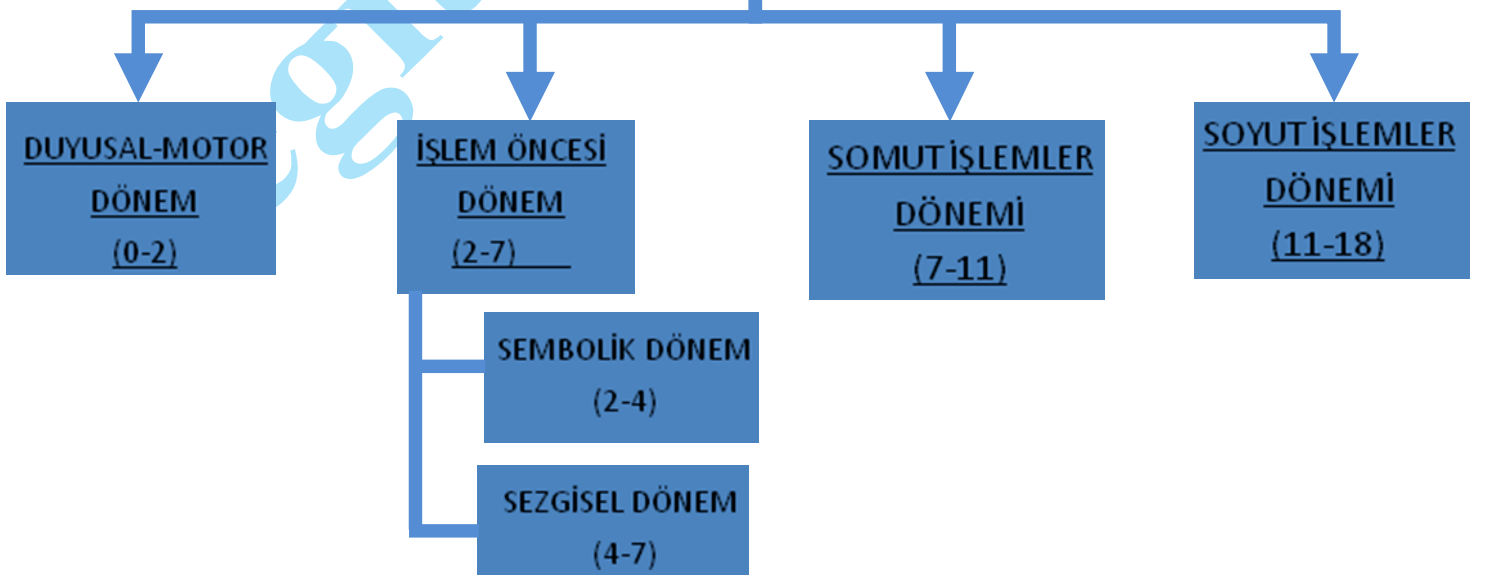 DUYUSAL-MOTOR
DÖNEM
(0-2)
İŞLEM ÖNCESİ
DÖNEM
(2-7)
SEMBOLİK DÖNEM
(2-4)
SEZGİSEL DÖNEM
(4-7)
SOMUT İŞLEMLER
DÖNEMİ
(7-11)
SOYUT İŞLEMLER
DÖNEMİ
(11-18)